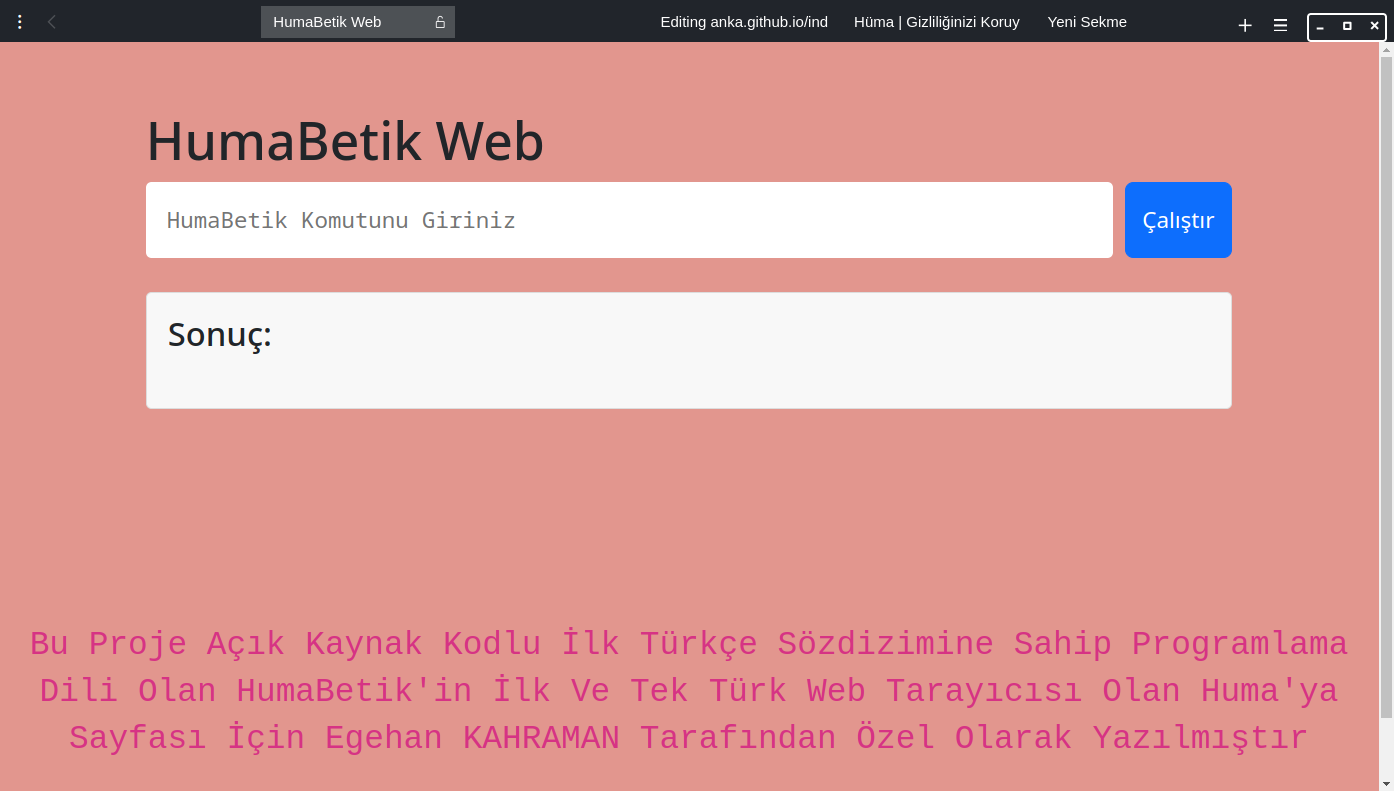 HumaBetik Web
Editing anka.github.io/ind
Hüma | Gizliliğinizi Koruy
Yeni Sekme
HumaBetik Web
HumaBetik Komutunu Giriniz
Çalıştır
Sonuç:
Bu Proje Açık Kaynak Kodlu İlk Türkçe Sözdizimine Sahip Programlama
Dili Olan HumaBetik'in İlk Ve Tek Türk Web Tarayıcısı Olan Huma'ya
Sayfası İçin Egehan KAHRAMAN Tarafından Özel Olarak Yazılmıştır